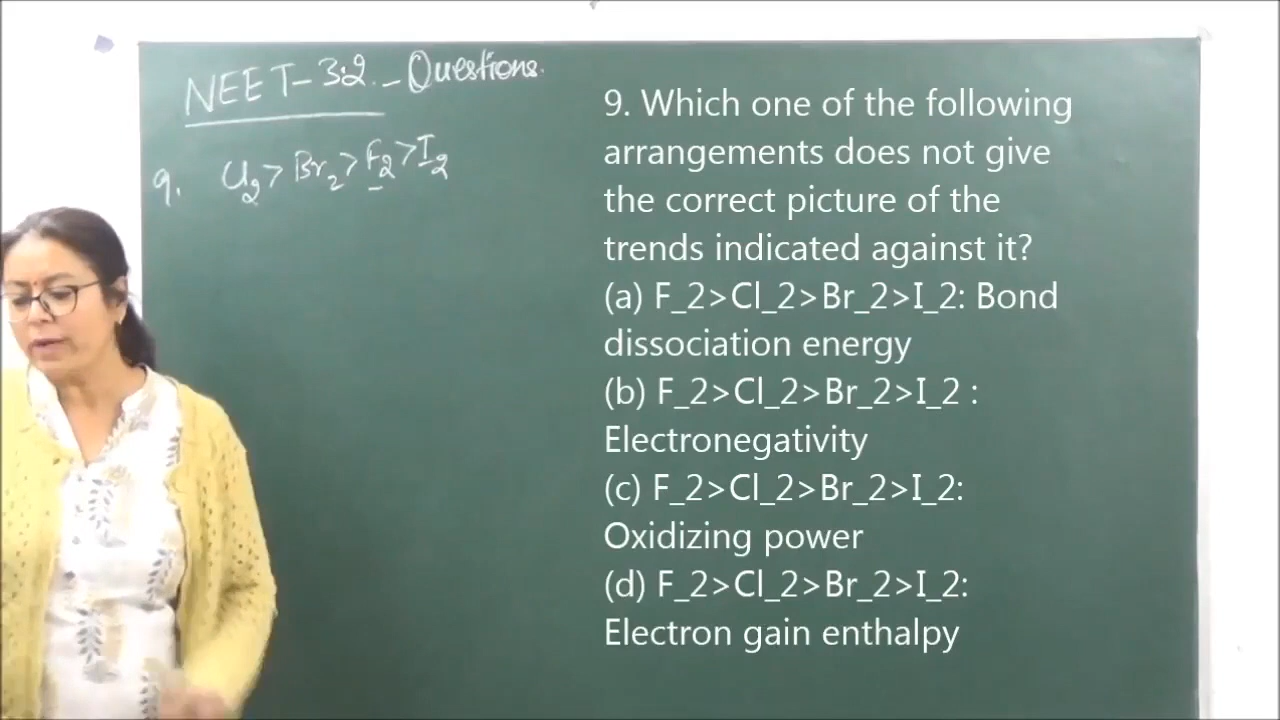 NEET-3.2.-Questions.
9. Cl2> Br2> F2>I2
9. Which one of the following
arrangements does not give
the correct picture of the
trends indicated against it?
(a) F_2>Cl_2>Br_2>I_2: Bond
dissociation energy
(b) F_2>Cl_2>Br_2>I_2 :
Electronegativity
(c) F_2>Cl_2>Br_2>I_2:
Oxidizing power
(d) F_2>Cl_2>Br_2>I_2:
Electron gain enthalpy